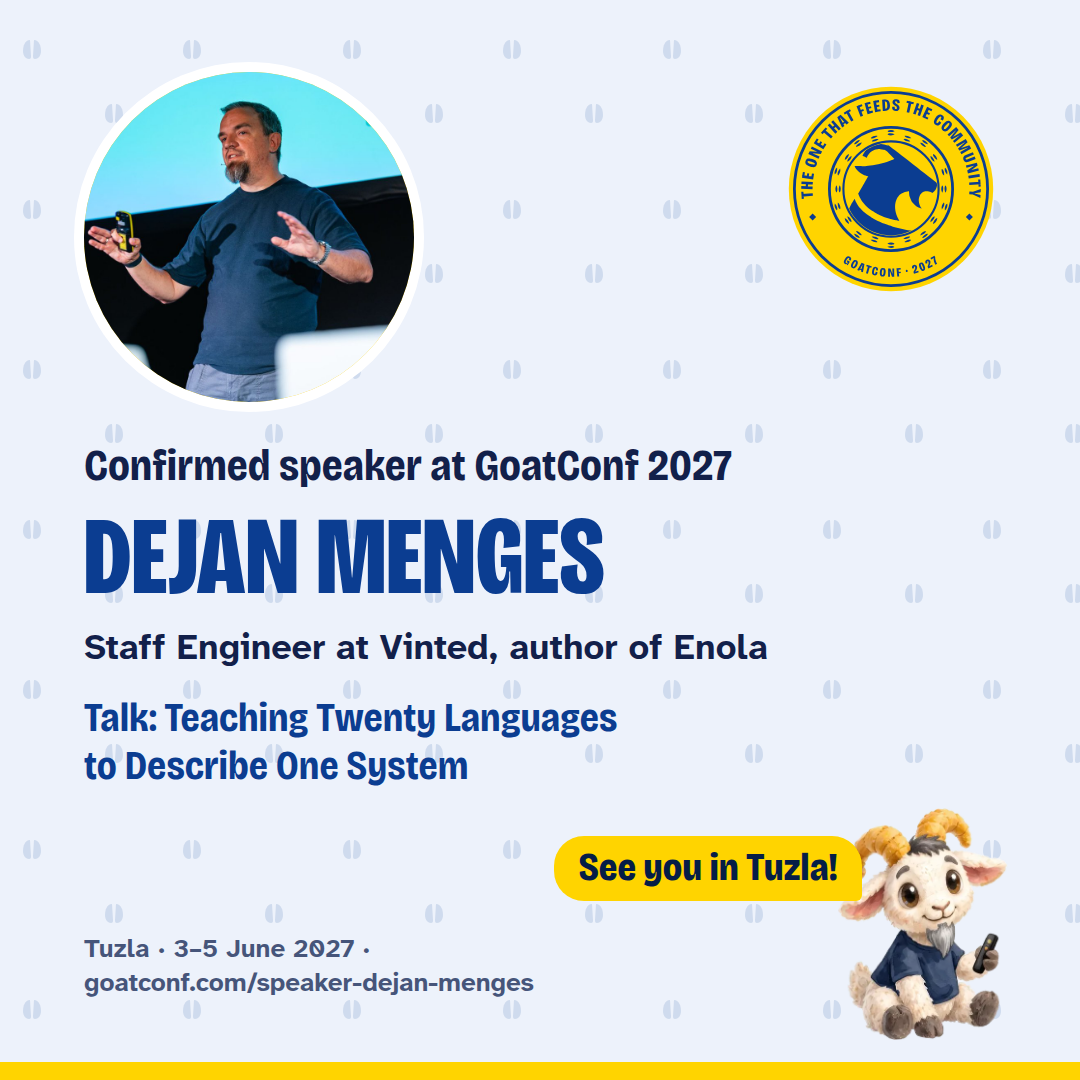 THE ONE THAT FEEDS THE COMMUNITY
GOATCONF · 2027
Confirmed speaker at GoatConf 2027
DEJAN MENGES
Staff Engineer at Vinted, author of Enola
Talk: Teaching Twenty Languages
to Describe One System
See you in Tuzla!
Tuzla · 3–5 June 2027 ·
goatconf.com/speaker-dejan-menges